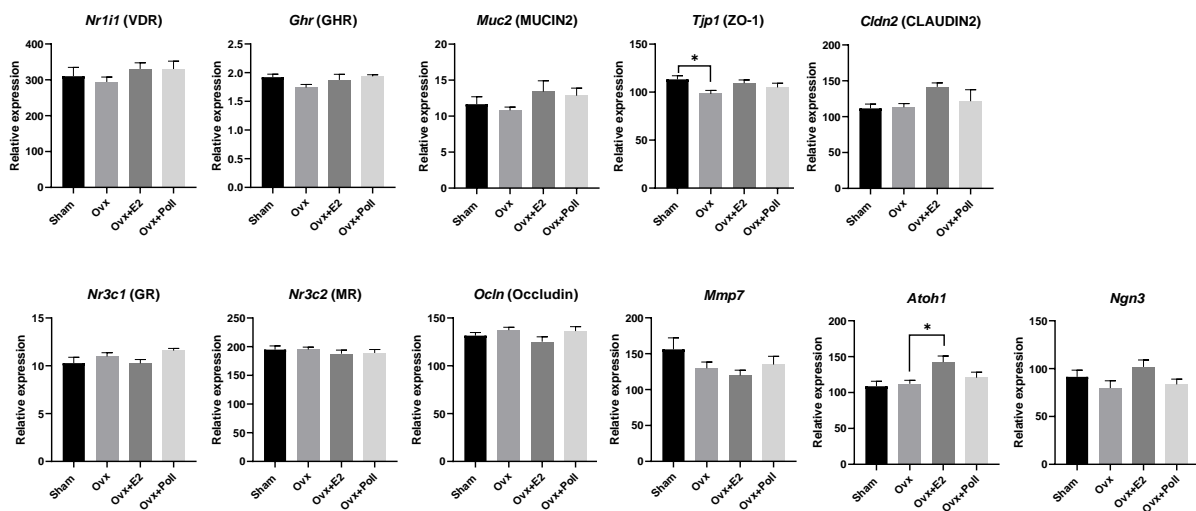 Nr1i1 (VDR)
Relative expression
400
300
200
100
0
Sham
Ovx
Ovx+E2
Ovx+Poll
Ghr (GHR)
Relative expression
2.5
2.0
1.5
1.0
0.5
0.0
Sham
Ovx
Ovx+E2
Ovx+Poll
Muc2 (MUCIN2)
Relative expression
20
15
10
5
0
Sham
Ovx
Ovx+E2
Ovx+Poll
Tjp1 (ZO-1)
Relative expression
150
100
50
0
*
Sham
Ovx
Ovx+E2
Ovx+Poll
Cldn2 (CLAUDIN2)
Relative expression
200
150
100
50
0
Sham
Ovx
Ovx+E2
Ovx+Poll
Nr3c1 (GR)
Relative expression
15
10
5
0
Sham
Ovx
Ovx+E2
Ovx+Poll
Nr3c2 (MR)
Relative expression
250
200
150
100
50
0
Sham
Ovx
Ovx+E2
Ovx+Poll
Ocln (Occludin)
Relative expression
150
100
50
0
Sham
Ovx
Ovx+E2
Ovx+Poll
Mmp7
Relative expression
200
150
100
50
0
Sham
Ovx
Ovx+E2
Ovx+Poll
Atoh1
Relative expression
200
150
100
50
0
*
Sham
Ovx
Ovx+E2
Ovx+Poll
Ngn3
Relative expression
150
100
50
0
Sham
Ovx
Ovx+E2
Ovx+Poll